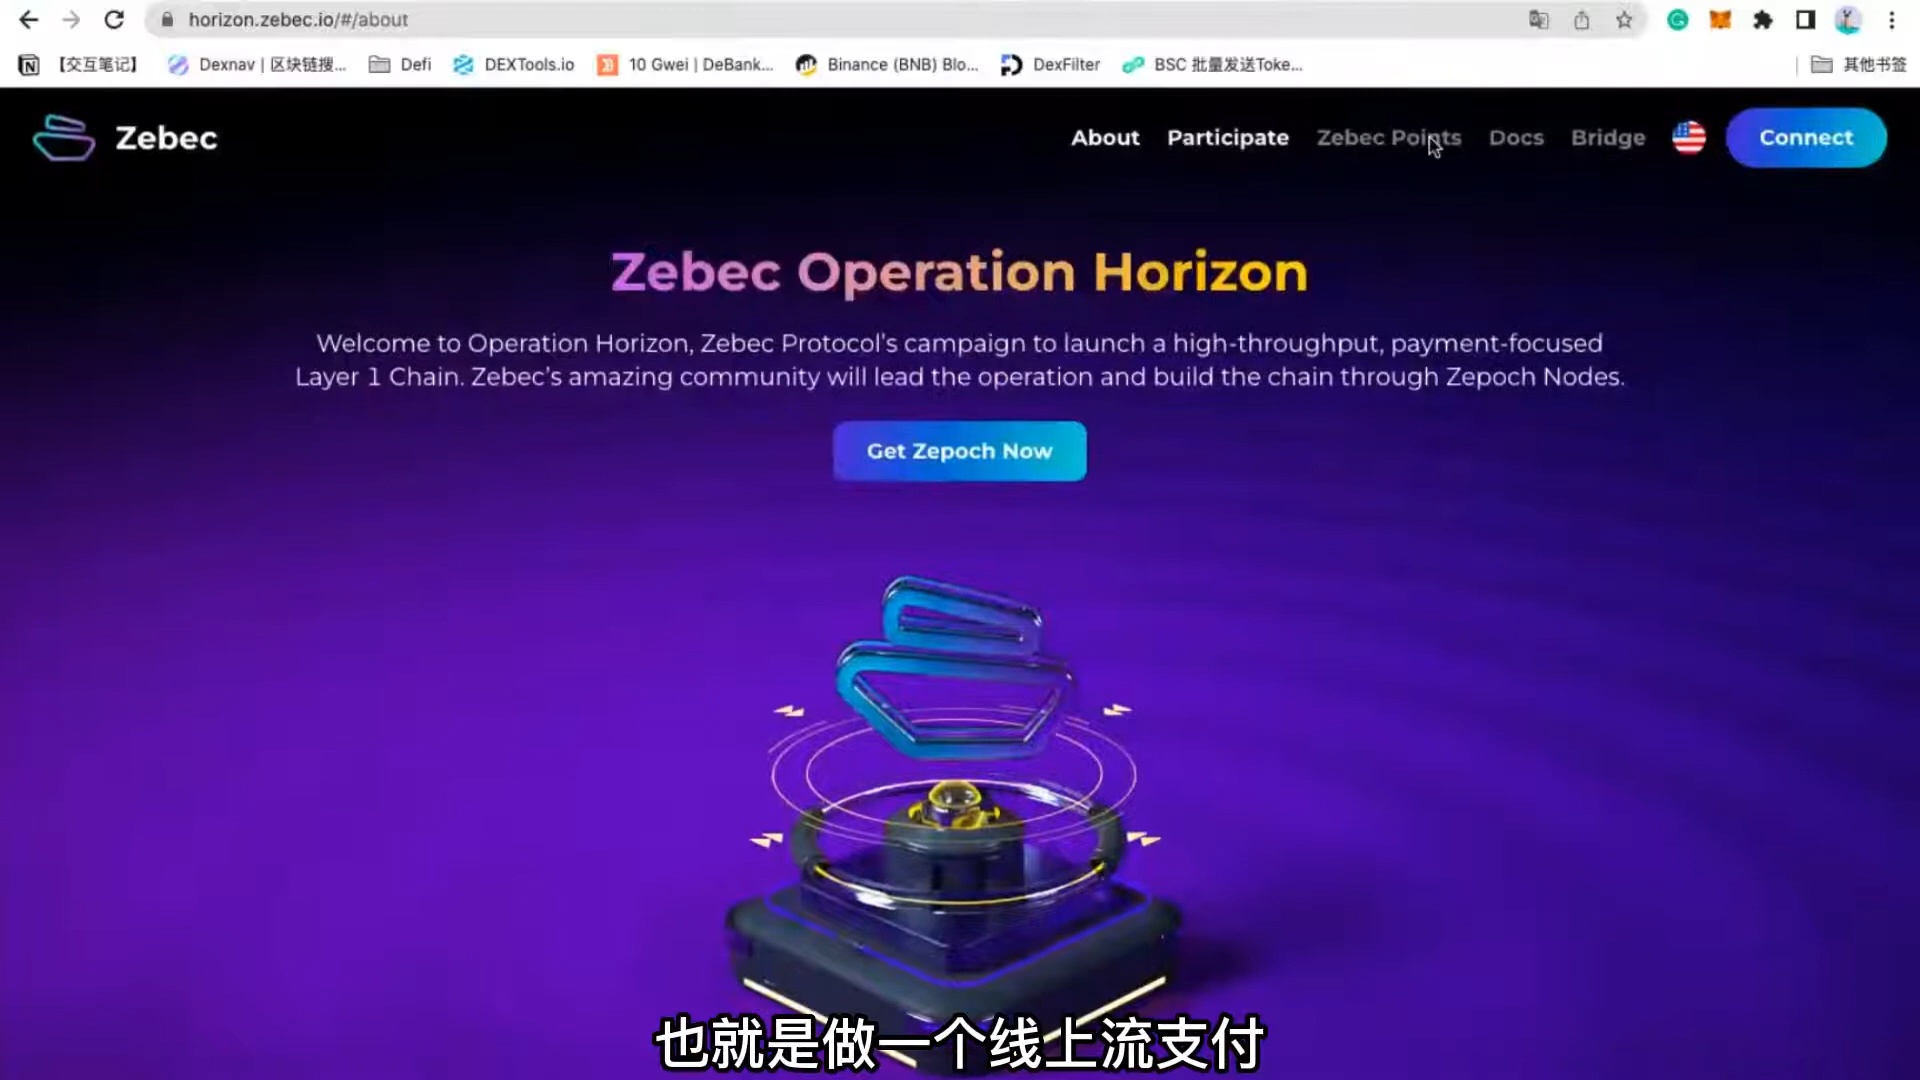 horizon.zebec.io/#/about
【交互笔记】 Dexnav | 区块链搜... Defi DEXTools.io 10 Gwei | DeBank... Binance (BNB) Blo... DexFilter BSC 批量发送Toke... 其他书签
Zebec About Participate Zebec Points Docs Bridge Connect
Zebec Operation Horizon
Welcome to Operation Horizon, Zebec Protocol's campaign to launch a high-throughput, payment-focused
Layer 1 Chain. Zebec's amazing community will lead the operation and build the chain through Zepoch Nodes.
Get Zepoch Now
也就是做一个线上流支付